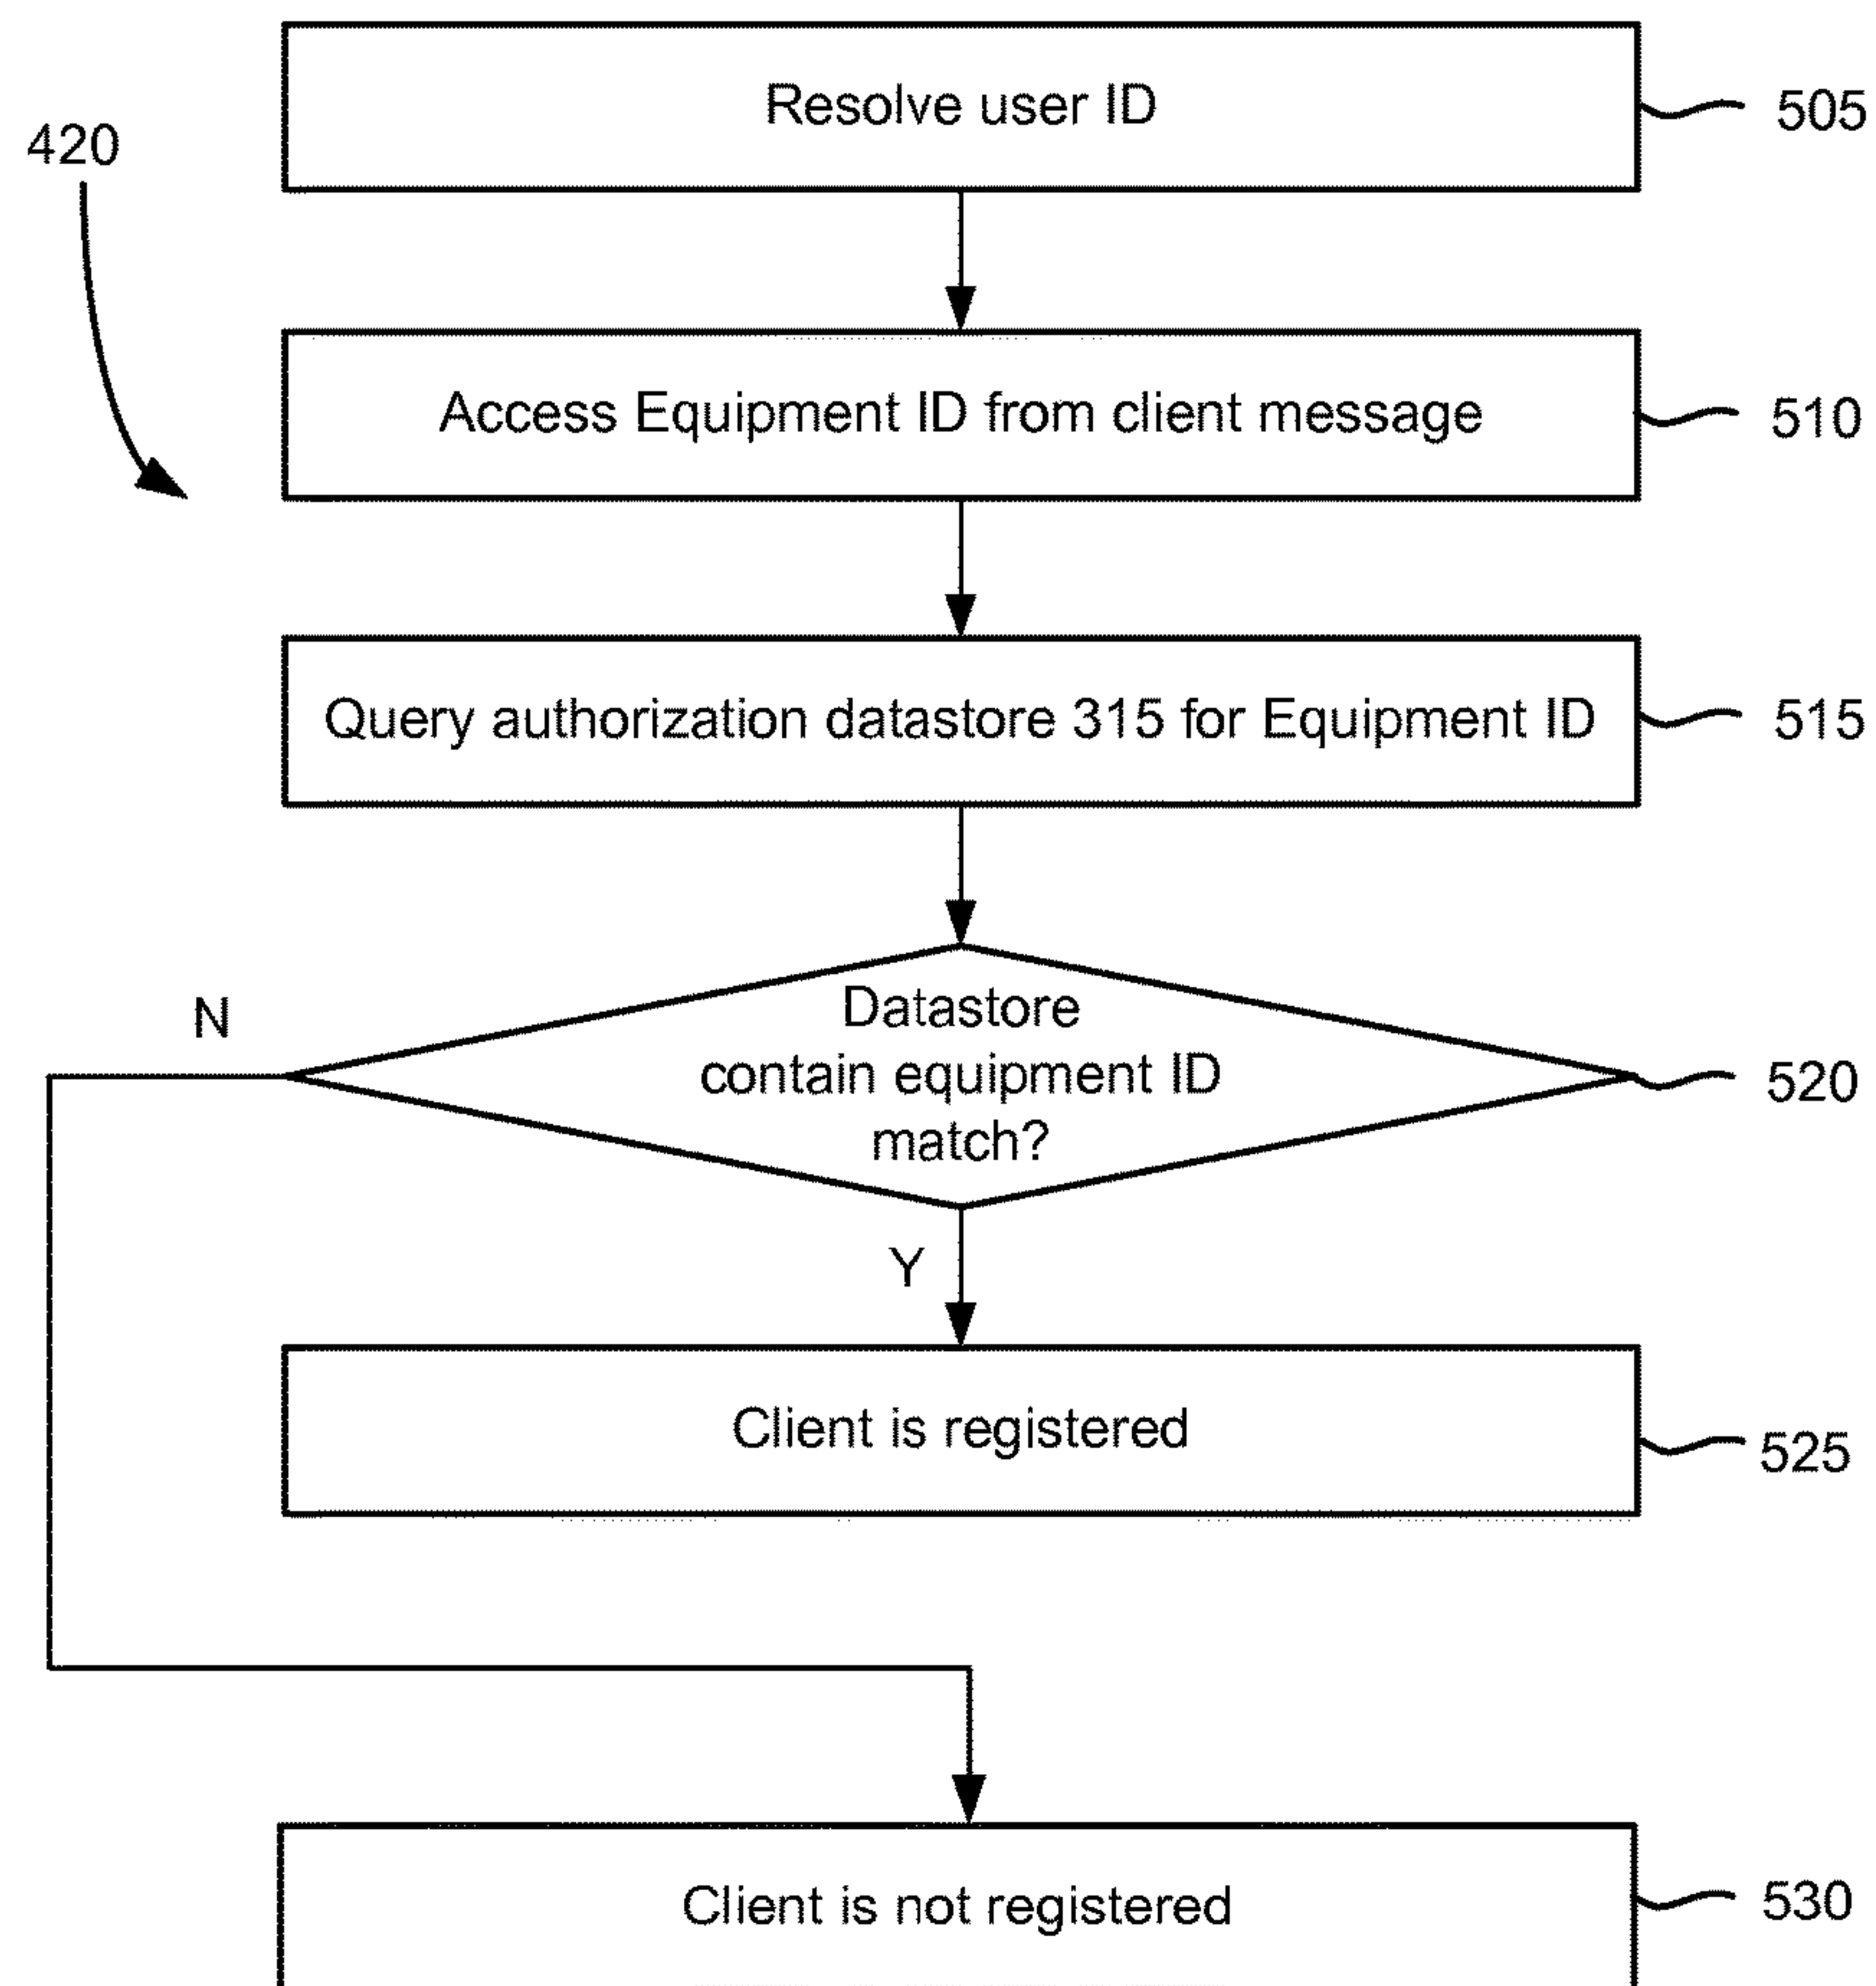 Resolve user ID
505
420
Access Equipment ID from client message
510
Query authorization datastore 315 for Equipment ID
515
N
Datastore
contain equipment ID
match?
520
Y
Client is registered
525
Client is not registered
530